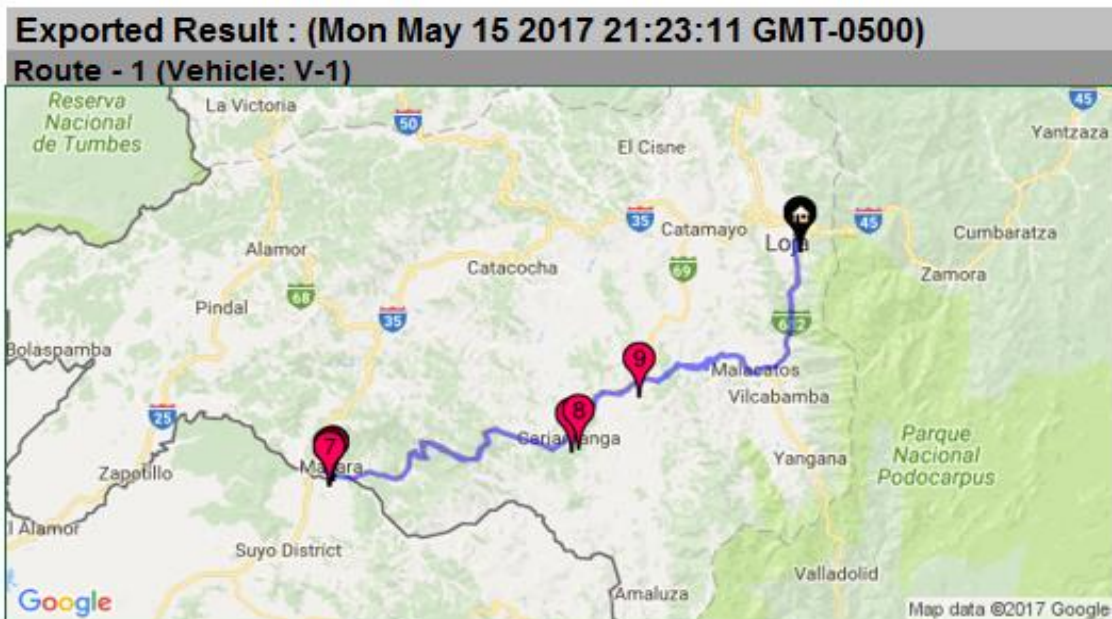 Exported Result : (Mon May 15 2017 21:23:11 GMT-0500)
Route - 1 (Vehicle: V-1)
Reserva
Nacional
de Tumbes
La Victoria
50
45
Yantzaza
El Cisne
35
Catamayo
Loja
45
Cumbaratza
Alamor
Catacocha
69
Zamora
68
Pindal
35
Bolaspamba
9
Malacatos
Vilcabamba
25
8
Cariamanga
7
Macara
Zapotillo
Yangana
Parque
Nacional
Podocarpus
l Alamor
Suyo District
Valladolid
Amaluza
Google
Map data ©2017 Google